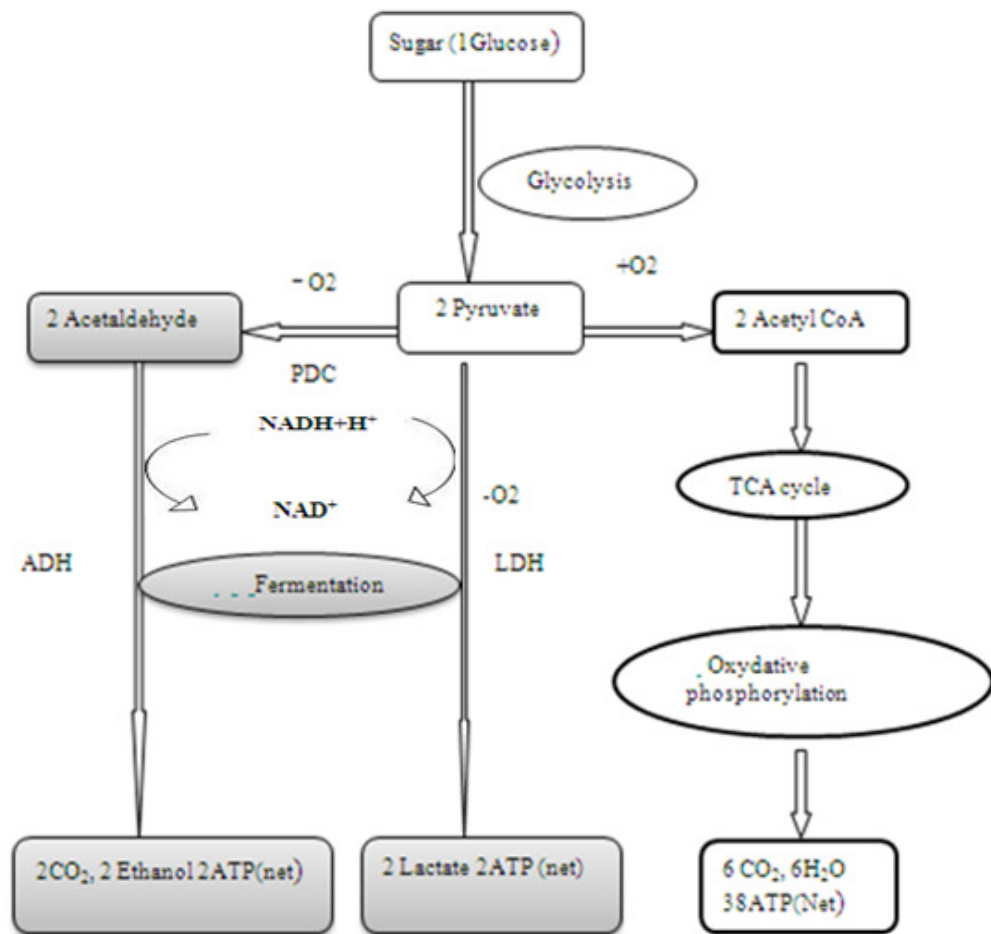 Sugar (1Glucose)
Glycolysis
- O2
+O2
2 Acetaldehyde
2 Pyruvate
2 Acetyl CoA
PDC
NADH+H⁺
NAD⁺
-O2
TCA cycle
ADH
Fermentation
LDH
Oxydative
phosphorylation
2CO₂, 2 Ethanol 2ATP(net)
2 Lactate 2ATP (net)
6 CO₂, 6H₂O
38ATP(Net)